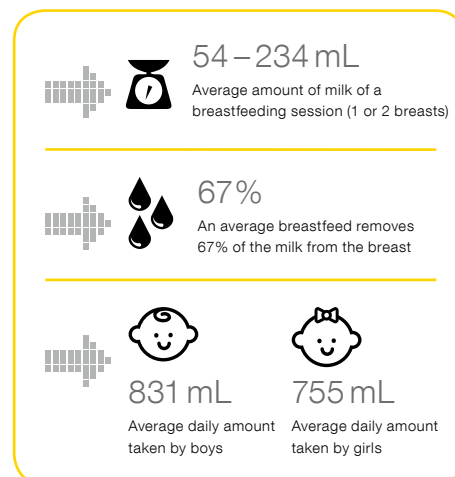 54 – 234 mL
Average amount of milk of a
breastfeeding session (1 or 2 breasts)
67%
An average breastfeed removes
67% of the milk from the breast
831 mL
Average daily amount
taken by boys
755 mL
Average daily amount
taken by girls